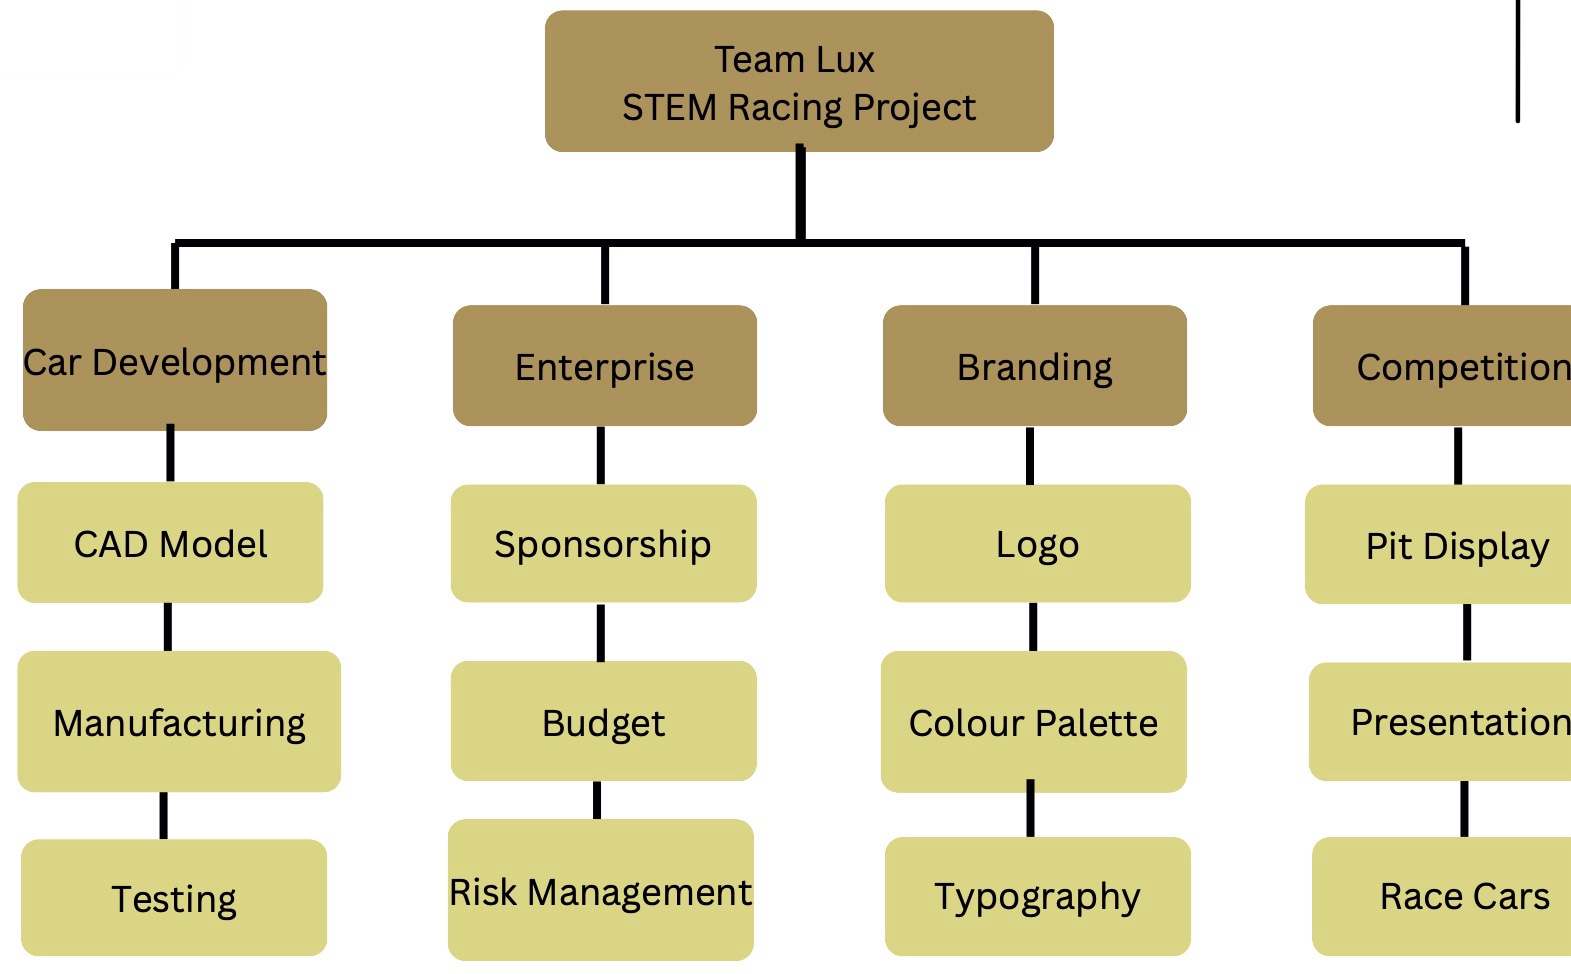 Team Lux
STEM Racing Project
Car Development
Enterprise
Branding
Competition
CAD Model
Sponsorship
Logo
Pit Display
Manufacturing
Budget
Colour Palette
Presentation
Testing
Risk Management
Typography
Race Cars